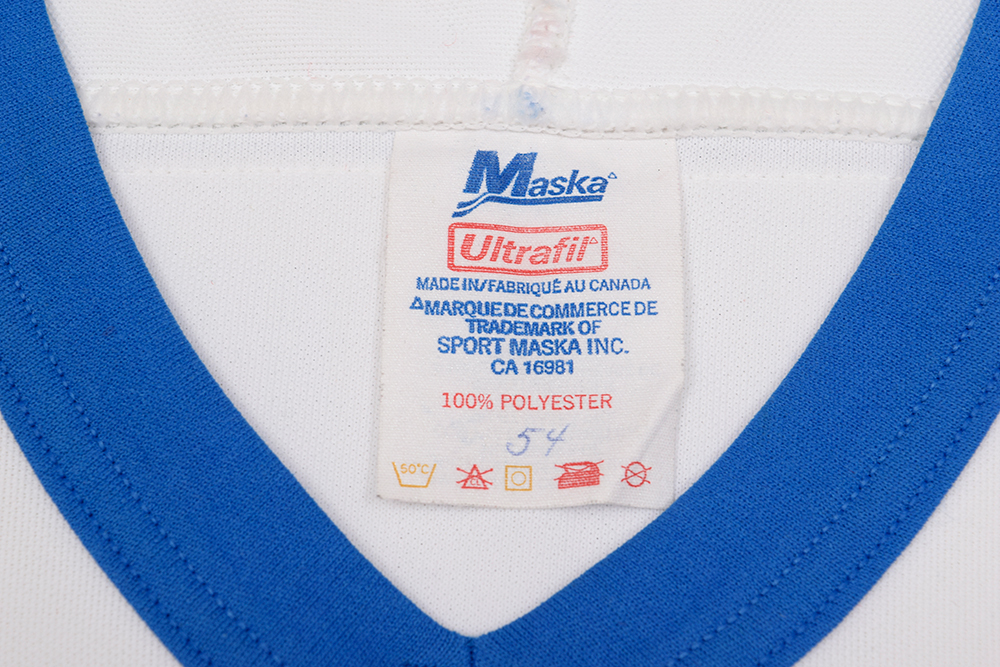 Maska
Ultrafil
MADE IN/FABRIQUÉ AU CANADA
MARQUE DE COMMERCE DE
TRADEMARK OF
SPORT MASKA INC.
CA 16981
100% POLYESTER
54
50°C CL